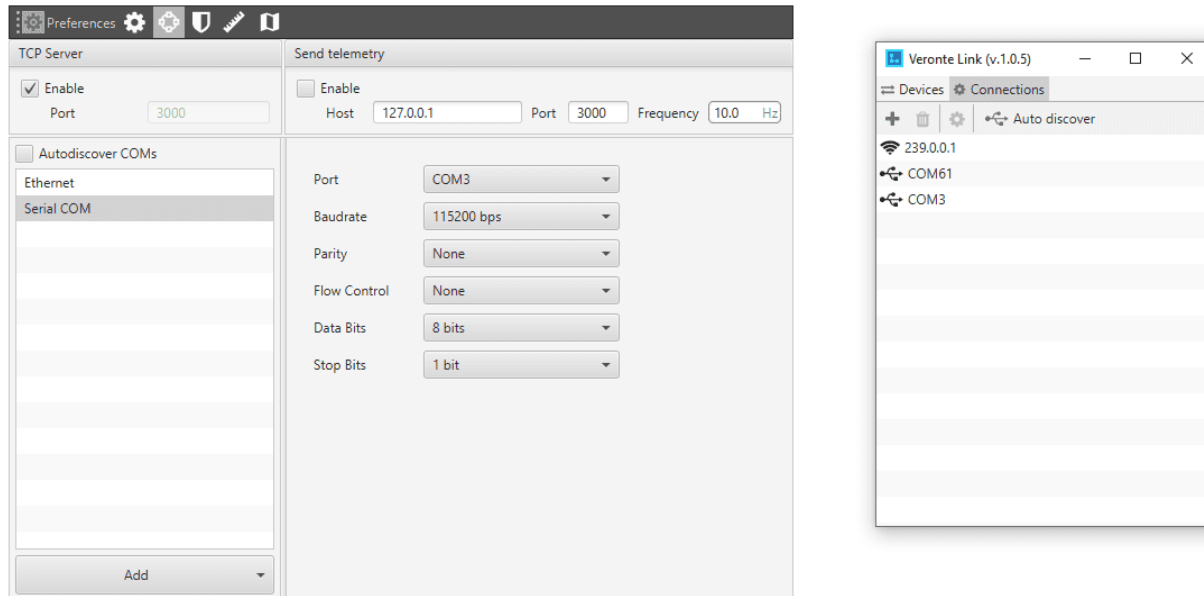 Preferences
TCP Server
Enable
Port 3000
Send telemetry
Enable
Host 127.0.0.1 Port 3000 Frequency 10.0 Hz
Autodiscover COMs
Ethernet
Serial COM
Add
Port COM3
Baudrate 115200 bps
Parity None
Flow Control None
Data Bits 8 bits
Stop Bits 1 bit
Veronte Link (v.1.0.5)
Devices Connections
Auto discover
239.0.0.1
COM61
COM3